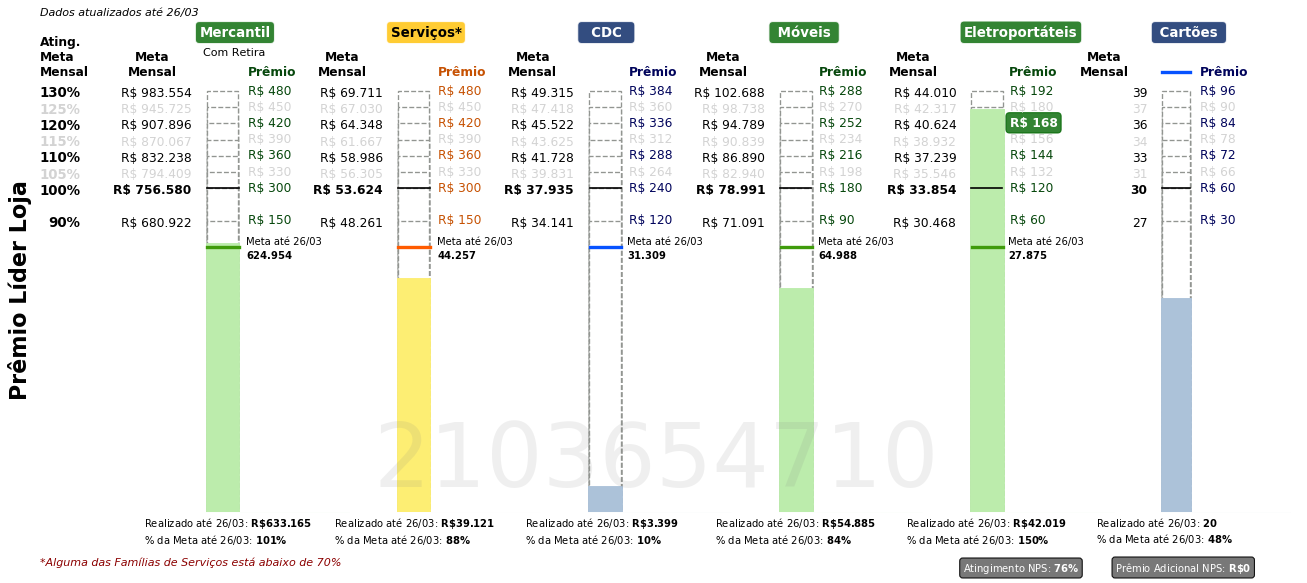 Dados atualizados até 26/03
Mercantil Serviços* CDC Móveis Eletroportáteis Cartões
Com Retira
Ating.
Meta
Mensal
Meta Mensal Prêmio Meta Mensal Prêmio Meta Mensal Prêmio Meta Mensal Prêmio Meta Mensal Prêmio Meta Mensal Prêmio
130% R$ 983.554 R$ 480 R$ 69.711 R$ 480 R$ 49.315 R$ 384 R$ 102.688 R$ 288 R$ 44.010 R$ 192 39 R$ 96
125% R$ 945.725 R$ 450 R$ 67.030 R$ 450 R$ 47.418 R$ 360 R$ 98.738 R$ 270 R$ 42.317 R$ 180 37 R$ 90
120% R$ 907.896 R$ 420 R$ 64.348 R$ 420 R$ 45.522 R$ 336 R$ 94.789 R$ 252 R$ 40.624 R$ 168 36 R$ 84
115% R$ 870.067 R$ 390 R$ 61.667 R$ 390 R$ 43.625 R$ 312 R$ 90.839 R$ 234 R$ 38.932 R$ 156 34 R$ 78
110% R$ 832.238 R$ 360 R$ 58.986 R$ 360 R$ 41.728 R$ 288 R$ 86.890 R$ 216 R$ 37.239 R$ 144 33 R$ 72
105% R$ 794.409 R$ 330 R$ 56.305 R$ 330 R$ 39.831 R$ 264 R$ 82.940 R$ 198 R$ 35.546 R$ 132 31 R$ 66
100% R$ 756.580 R$ 300 R$ 53.624 R$ 300 R$ 37.935 R$ 240 R$ 78.991 R$ 180 R$ 33.854 R$ 120 30 R$ 60
90% R$ 680.922 R$ 150 R$ 48.261 R$ 150 R$ 34.141 R$ 120 R$ 71.091 R$ 90 R$ 30.468 R$ 60 27 R$ 30
Meta até 26/03 Meta até 26/03 Meta até 26/03 Meta até 26/03 Meta até 26/03
624.954 44.257 31.309 64.988 27.875
Prêmio Líder Loja
2103654710
Realizado até 26/03: R$633.165 Realizado até 26/03: R$39.121 Realizado até 26/03: R$3.399 Realizado até 26/03: R$54.885 Realizado até 26/03: R$42.019 Realizado até 26/03: 20
% da Meta até 26/03: 101% % da Meta até 26/03: 88% % da Meta até 26/03: 10% % da Meta até 26/03: 84% % da Meta até 26/03: 150% % da Meta até 26/03: 48%
*Alguma das Famílias de Serviços está abaixo de 70%
Atingimento NPS: 76% Prêmio Adicional NPS: R$0